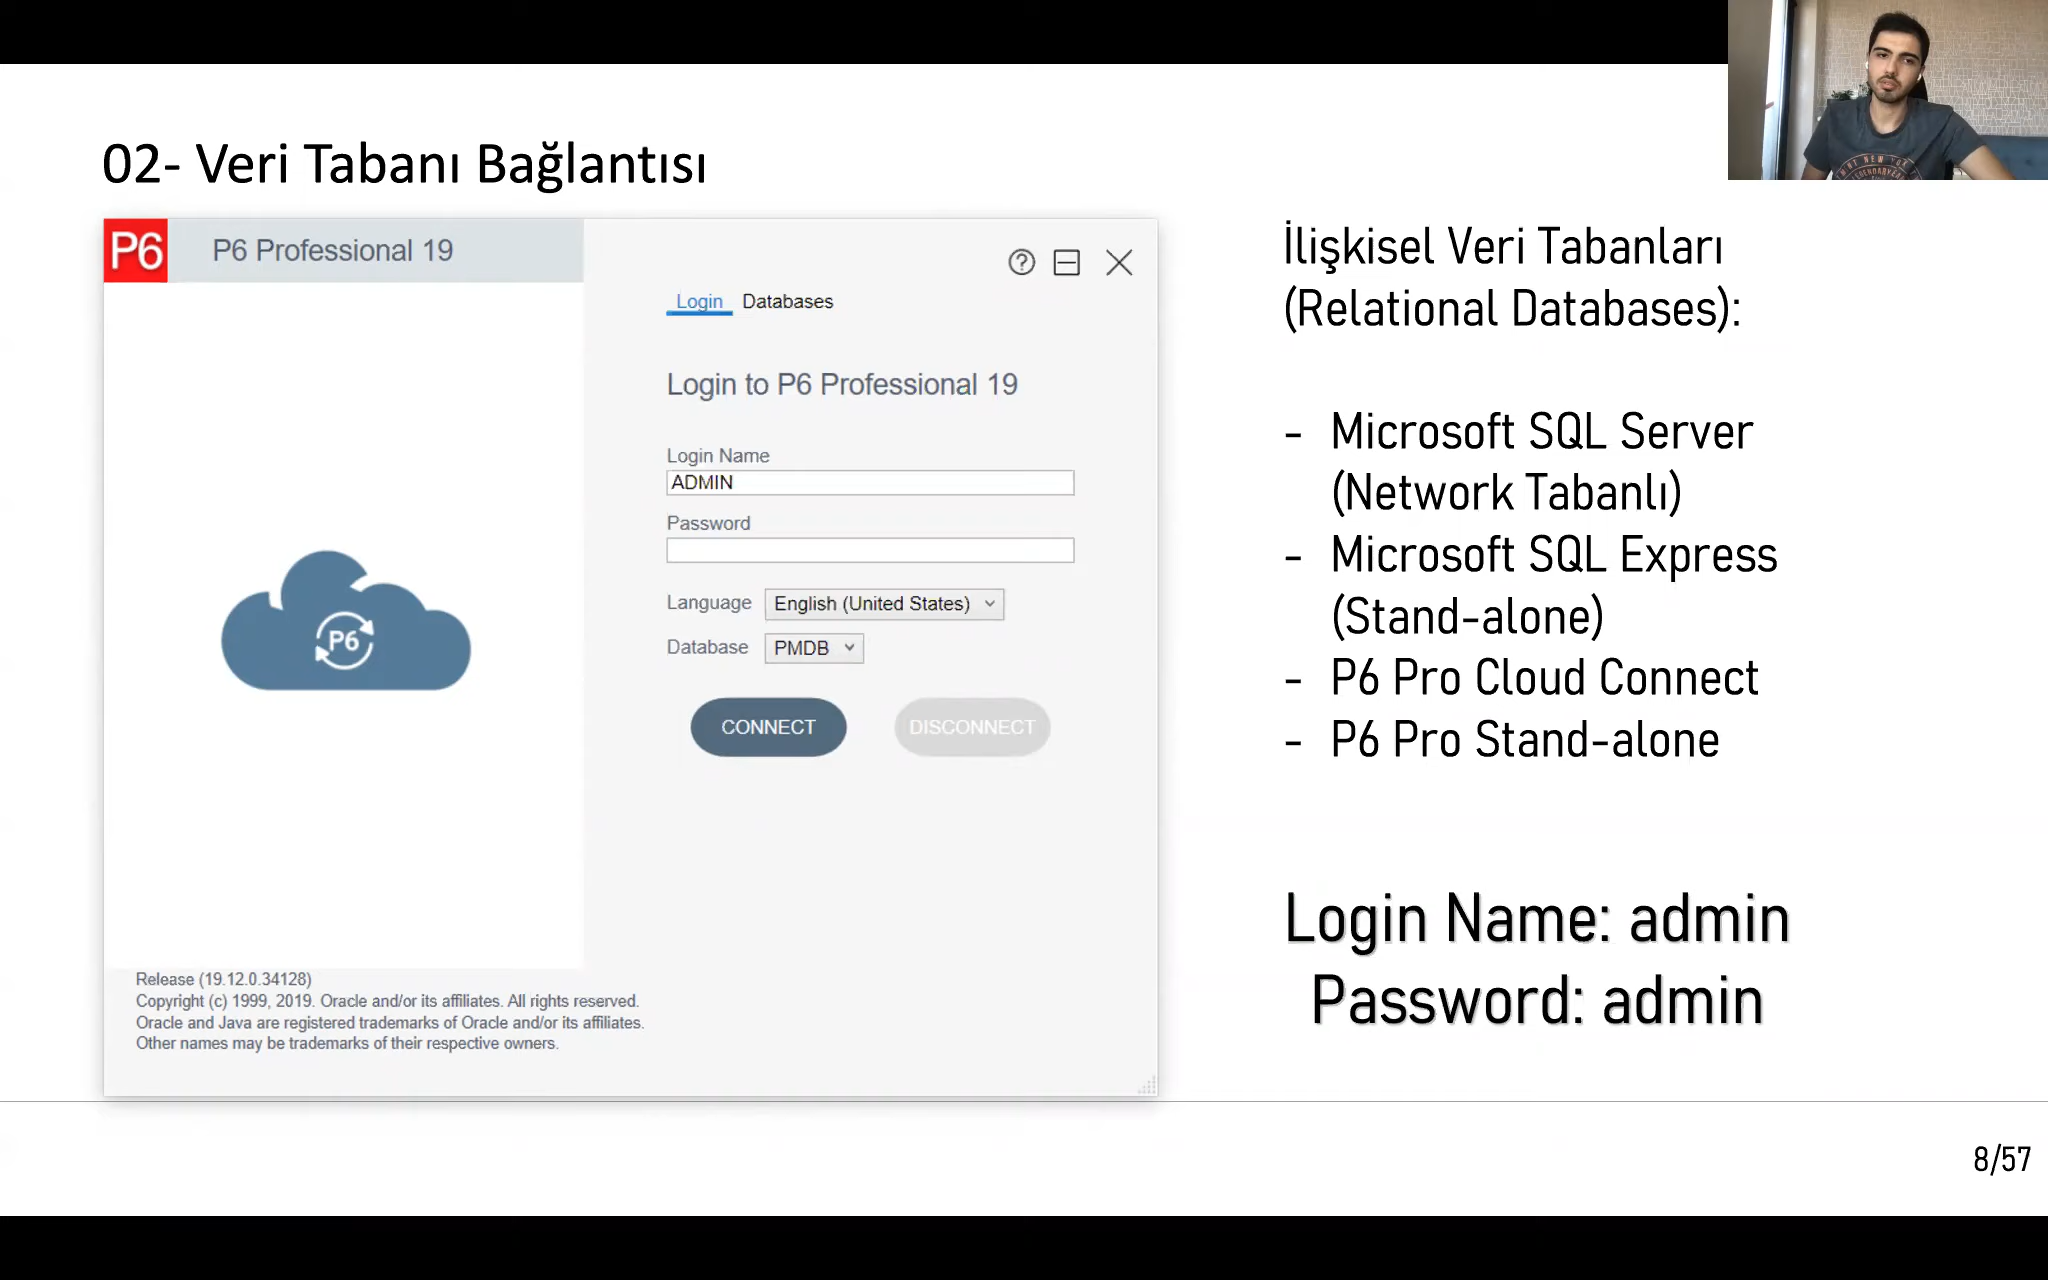 02- Veri Tabanı Bağlantısı
P6
P6 Professional 19
Login Databases
Login to P6 Professional 19
Login Name
ADMIN
Password
Language English (United States)
Database PMDB
CONNECT DISCONNECT
P6
Release (19.12.0.34128)
Copyright (c) 1999, 2019. Oracle and/or its affiliates. All rights reserved.
Oracle and Java are registered trademarks of Oracle and/or its affiliates.
Other names may be trademarks of their respective owners.
İlişkisel Veri Tabanları
(Relational Databases):
- Microsoft SQL Server
(Network Tabanlı)
- Microsoft SQL Express
(Stand-alone)
- P6 Pro Cloud Connect
- P6 Pro Stand-alone
Login Name: admin
Password: admin
8/57